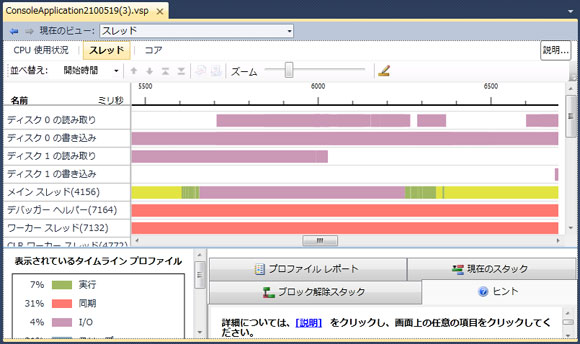 ConsoleApplication2100519(3).vsp
現在のビュー: スレッド
CPU 使用状況 スレッド コア 説明...
並べ替え: 開始時間 ズーム
名前 ミリ秒 5500 6000 6500
ディスク 0 の読み取り
ディスク 0 の書き込み
ディスク 1 の読み取り
ディスク 1 の書き込み
メイン スレッド(4156)
デバッガー ヘルパー(7164)
ワーカー スレッド(7132)
CLR ワーカー スレッド(4772)
表示されているタイムライン プロファイル
7% 実行
31% 同期
4% I/O
プロファイル レポート 現在のスタック
ブロック解除スタック ヒント
詳細については、[説明] をクリックし、画面上の任意の項目をクリックしてく
ださい。